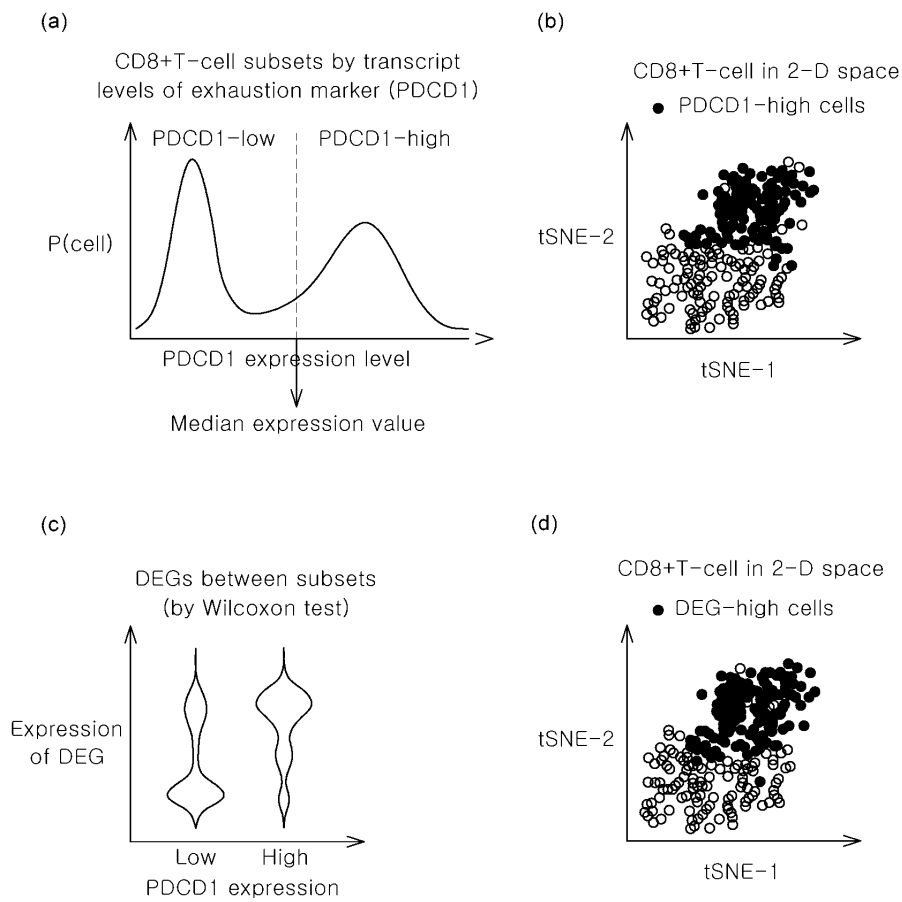 (a)
CD8+T-cell subsets by transcript
levels of exhaustion marker (PDCD1)
PDCD1-low
PDCD1-high
P(cell)
PDCD1 expression level
Median expression value
(b)
CD8+T-cell in 2-D space
● PDCD1-high cells
tSNE-2
tSNE-1
(c)
DEGs between subsets
(by Wilcoxon test)
Expression
of DEG
Low
High
PDCD1 expression
(d)
CD8+T-cell in 2-D space
● DEG-high cells
tSNE-2
tSNE-1